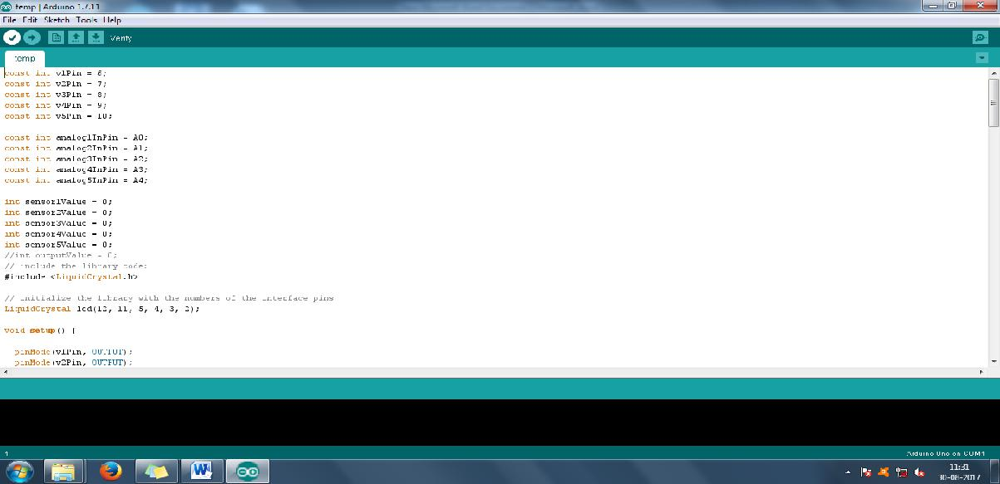 temp | Arduino 1.7.11
File Edit Sketch Tools Help
Verify
temp
const int v1Pin = 6;
const int v2Pin = 7;
const int v3Pin = 8;
const int v4Pin = 9;
const int v5Pin = 10;
const int analog1InPin = A0;
const int analog2InPin = A1;
const int analog3InPin = A2;
const int analog4InPin = A3;
const int analog5InPin = A4;
int sensor1Value = 0;
int sensor2Value = 0;
int sensor3Value = 0;
int sensor4Value = 0;
int sensor5Value = 0;
//int outputValue = 0;
// include the library code:
#include <LiquidCrystal.h>
// initialize the library with the numbers of the interface pins
LiquidCrystal lcd(12, 11, 5, 4, 3, 2);
void setup() {
pinMode(v1Pin, OUTPUT);
pinMode(v2Pin, OUTPUT);
1
Arduino Uno on COM4
11:31
30-08-2017